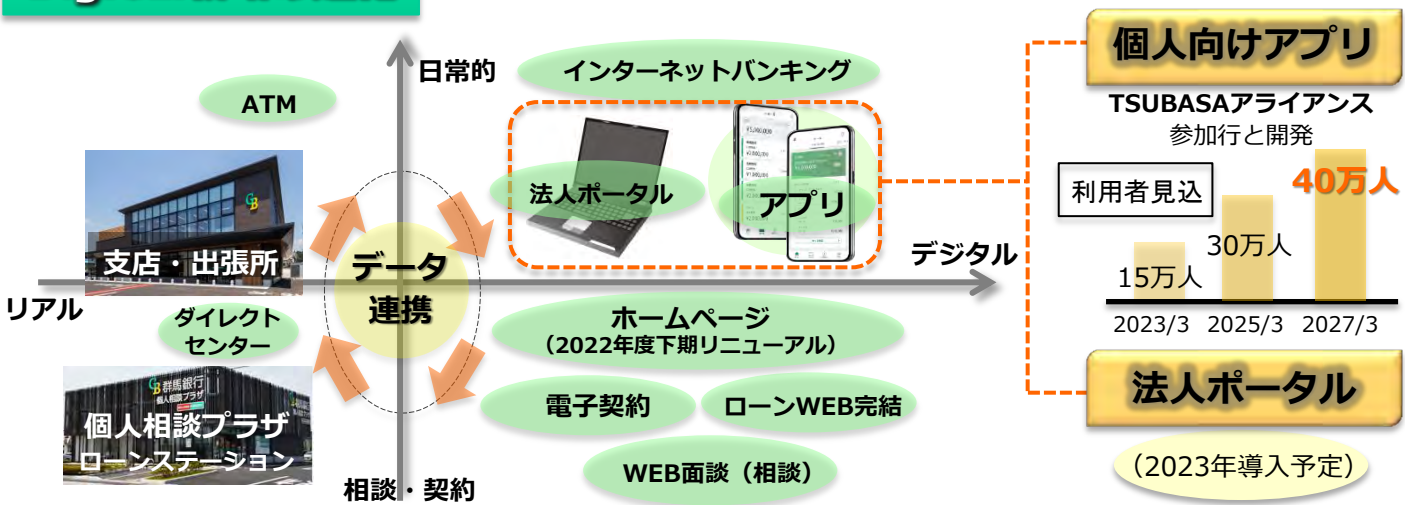 日常的
インターネットバンキング
ATM
法人ポータル
アプリ
支店・出張所
データ
連携
デジタル
リアル
ダイレクト
センター
ホームページ
（2022年度下期リニューアル）
群馬銀行
個人相談プラザ
個人相談プラザ
ローンステーション
電子契約
ローンWEB完結
WEB面談（相談）
相談・契約
個人向けアプリ
TSUBASAアライアンス
参加行と開発
利用者見込
40万人
30万人
15万人
2023/3 2025/3 2027/3
法人ポータル
（2023年導入予定）